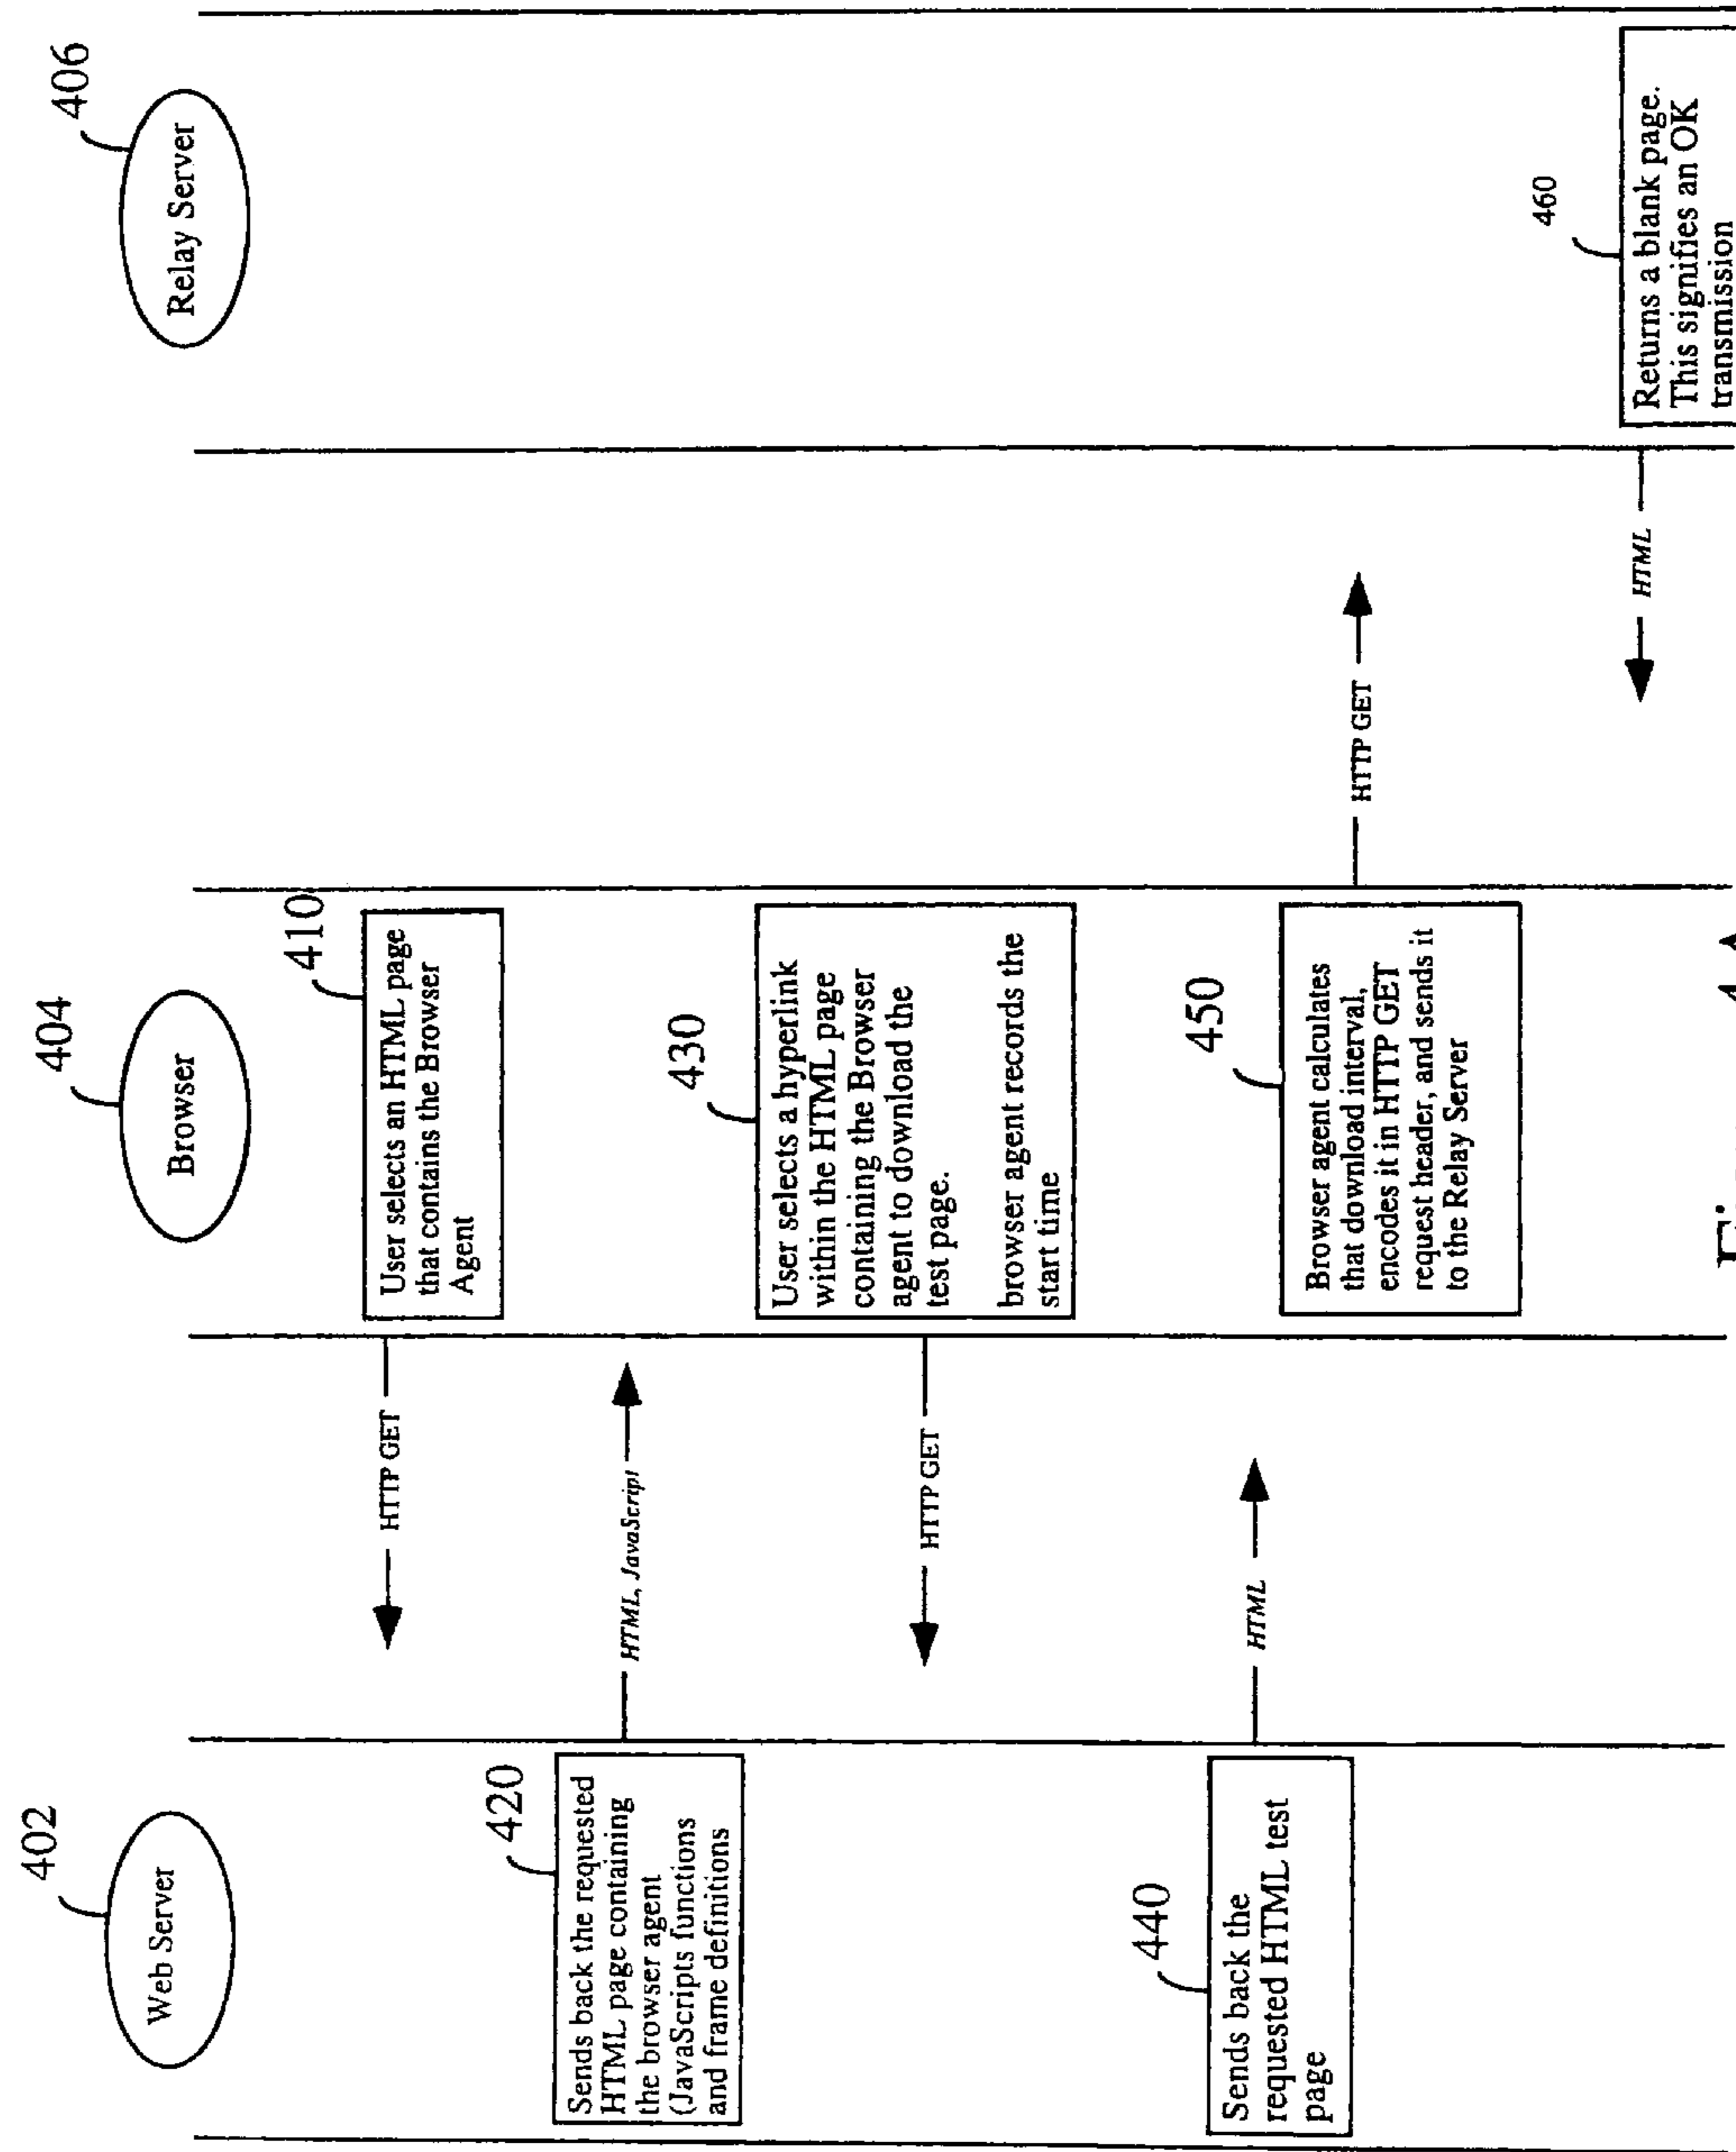 402
Web Server
404
Browser
406
Relay Server
410
User selects an HTML page
that contains the Browser
Agent
HTTP GET
420
Sends back the requested
HTML page containing
the browser agent
(JavaScripts functions
and frame definitions
HTML, JavaScript
430
User selects a hyperlink
within the HTML page
containing the Browser
agent to download the
test page.
browser agent records the
start time
HTTP GET
440
Sends back the
requested HTML test
page
HTML
450
Browser agent calculates
that download interval,
encodes it in HTTP GET
request header, and sends it
to the Relay Server
HTTP GET
460
Returns a blank page.
This signifies an OK
transmission
HTML